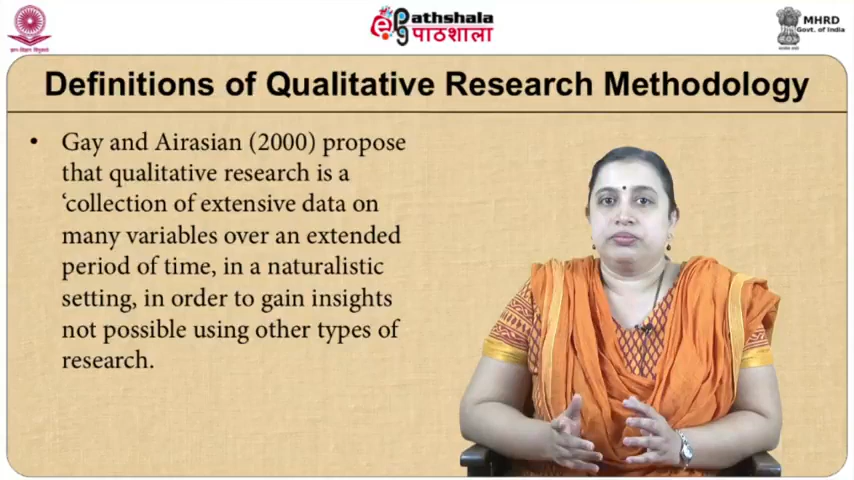 Pathshala
पाठशाला
MHRD
Govt. of India
Definitions of Qualitative Research Methodology
• Gay and Airasian (2000) propose
that qualitative research is a
‘collection of extensive data on
many variables over an extended
period of time, in a naturalistic
setting, in order to gain insights
not possible using other types of
research.